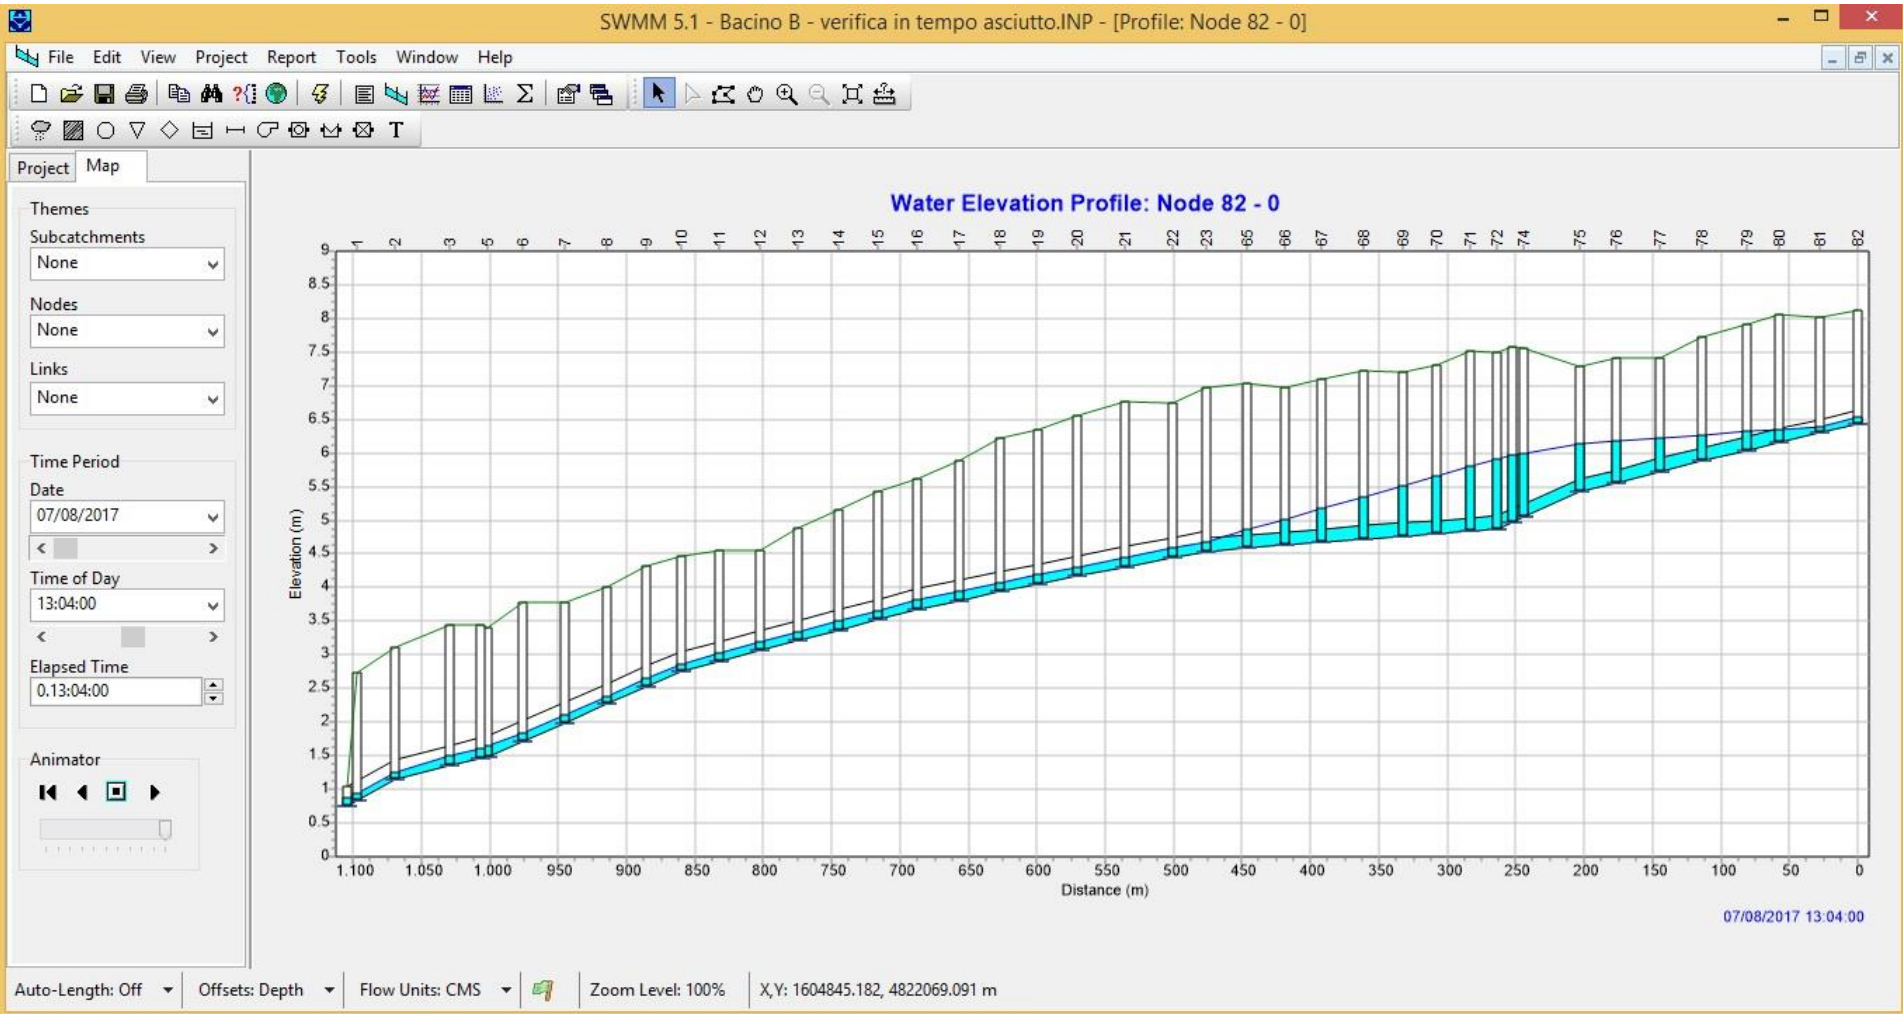 SWMM 5.1 - Bacino B - verifica in tempo asciutto.INP - [Profile: Node 82 - 0]
File Edit View Project Report Tools Window Help
T
Project Map
Themes
Subcatchments
None
Nodes
None
Links
None
Time Period
Date
07/08/2017
Time of Day
13:04:00
Elapsed Time
0.13:04:00
Animator
Water Elevation Profile: Node 82 - 0
1 2 3 5 6 7 8 9 10 11 12 13 14 15 16 17 18 19 20 21 22 23 65 66 67 68 69 70 71 72 74 75 76 77 78 79 80 81 82
9
8.5
8
7.5
7
6.5
6
5.5
5
4.5
4
3.5
3
2.5
2
1.5
1
0.5
0
Elevation (m)
1.100 1.050 1.000 950 900 850 800 750 700 650 600 550 500 450 400 350 300 250 200 150 100 50 0
Distance (m)
07/08/2017 13:04:00
Auto-Length: Off Offsets: Depth Flow Units: CMS Zoom Level: 100% X,Y: 1604845.182, 4822069.091 m